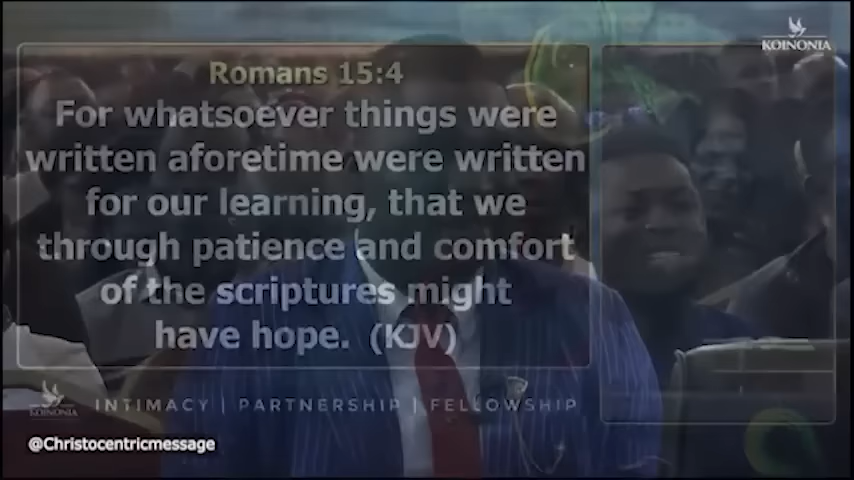 KOINONIA
Romans 15:4
For whatsoever things were
written aforetime were written
for our learning, that we
through patience and comfort
of the scriptures might
have hope. (KJV)
KOINONIA
INTIMACY | PARTNERSHIP | FELLOWSHIP
@Christocentricmessage